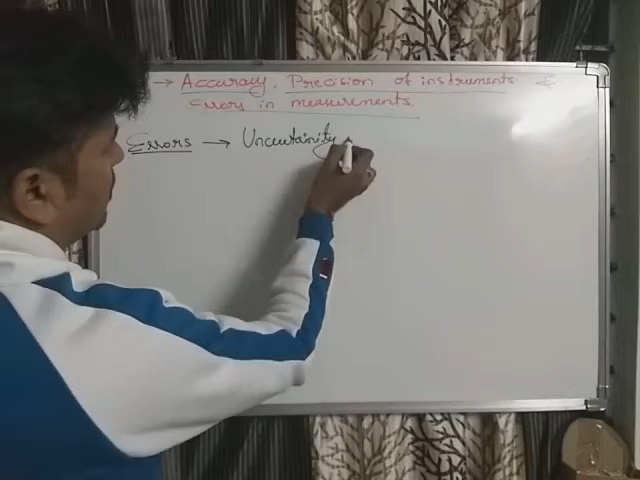 → Accuracy, Precision of instruments &
Errors in measurements.
Errors → Uncertainity